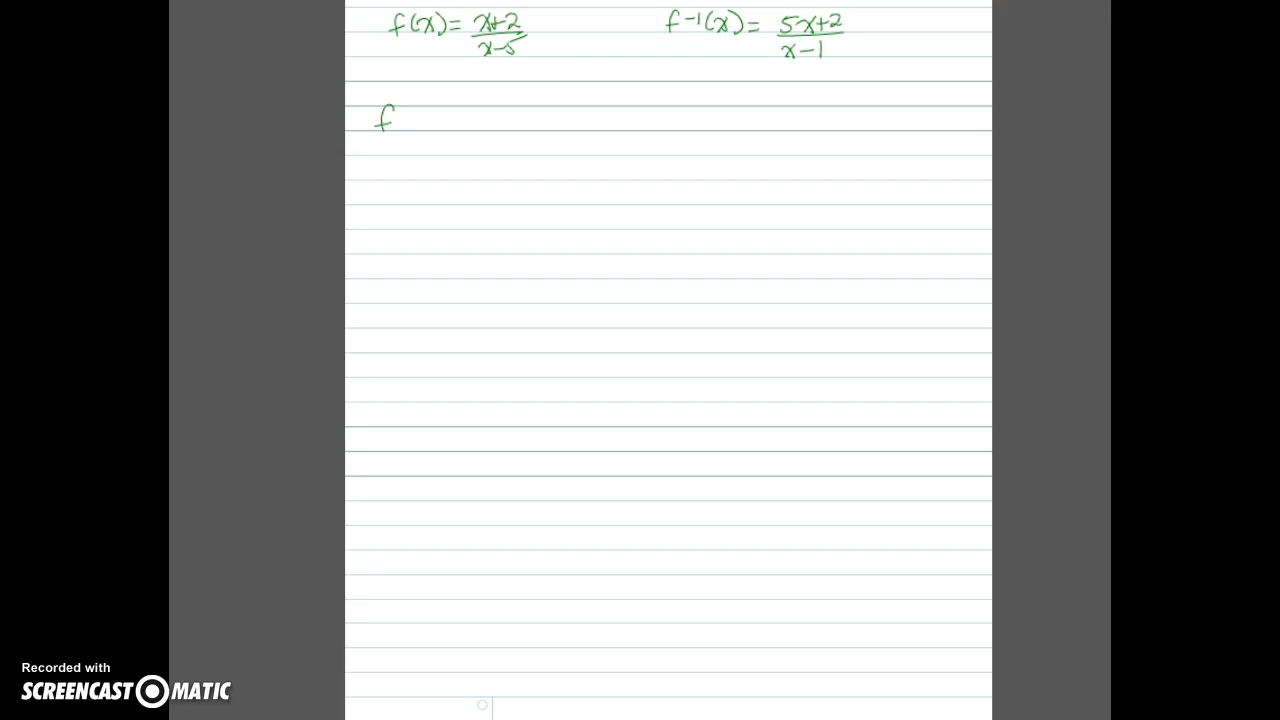 f(x) = x+2 / x-5    f-1(x) = 5x+2 / x-1
f
Recorded with
SCREENCAST O MATIC